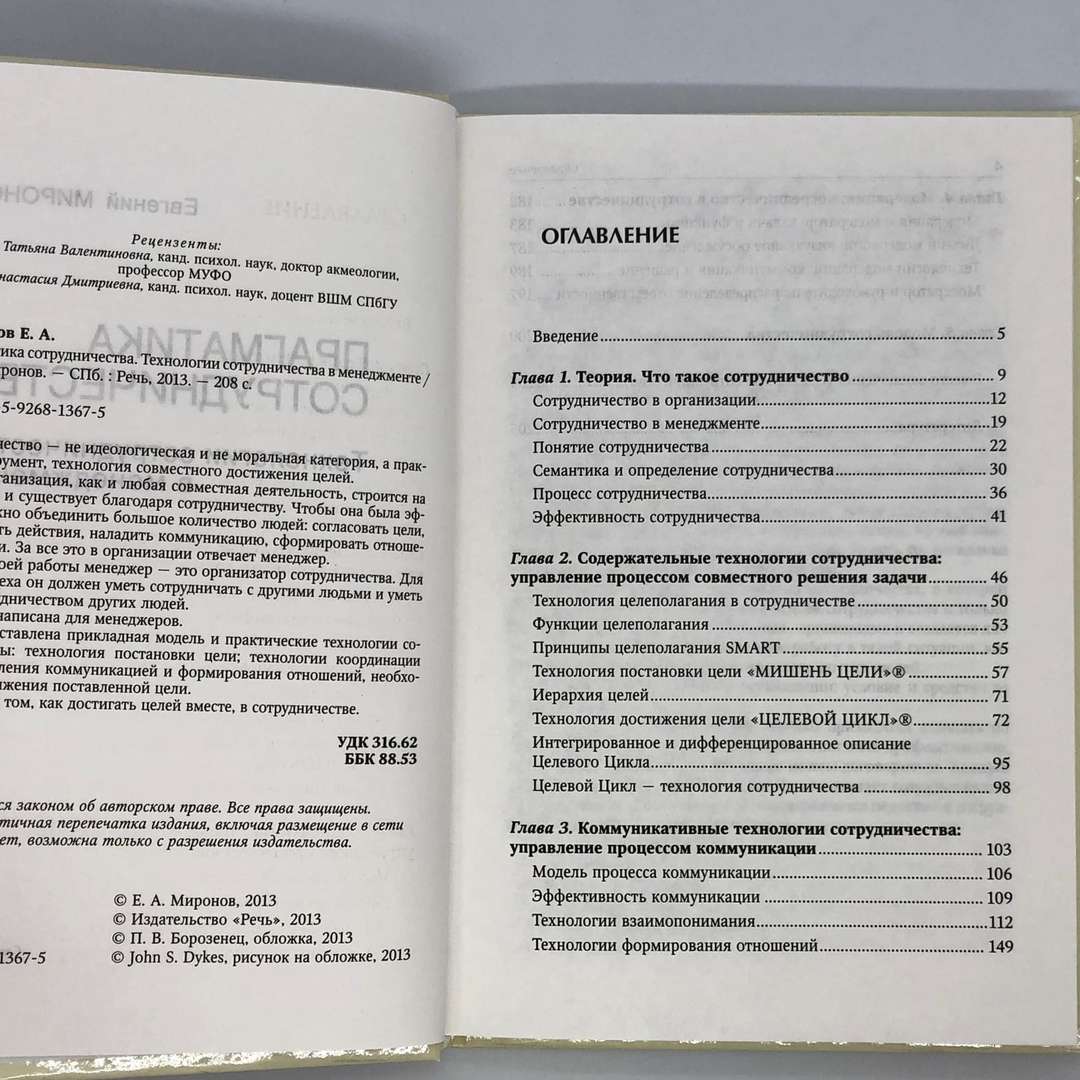 Рецензенты:
Татьяна Валентиновна, канд. психол. наук, доктор акмеологии,
профессор МУФО
настасия Дмитриевна, канд. психол. наук, доцент ВШМ СПбГУ
ов Е. А.
тика сотрудничества. Технологии сотрудничества в менеджменте /
иронов. — СПб. : Речь, 2013. — 208 с.
5-9268-1367-5
чество — не идеологическая и не моральная категория, а прак-
румент, технология совместного достижения целей.
рганизация, как и любая совместная деятельность, строится на
и существует благодаря сотрудничеству. Чтобы она была эф-
жно объединить большое количество людей: согласовать цели,
ть действия, наладить коммуникацию, сформировать отноше-
и. За все это в организации отвечает менеджер.
оей работы менеджер — это организатор сотрудничества. Для
еха он должен уметь сотрудничать с другими людьми и уметь
дничеством других людей.
написана для менеджеров.
ставлена прикладная модель и практические технологии со-
ы: технология постановки цели; технологии координации
ления коммуникацией и формирования отношений, необхо-
ижения поставленной цели.
том, как достигать целей вместе, в сотрудничестве.
УДК 316.62
ББК 88.53
ся законом об авторском праве. Все права защищены.
тичная перепечатка издания, включая размещение в сети
ет, возможна только с разрешения издательства.
© Е. А. Миронов, 2013
© Издательство «Речь», 2013
© П. В. Борозенец, обложка, 2013
1367-5 © John S. Dykes, рисунок на обложке, 2013
ОГЛАВЛЕНИЕ
Введение 5
Глава 1. Теория. Что такое сотрудничество 9
Сотрудничество в организации 12
Сотрудничество в менеджменте 19
Понятие сотрудничества 22
Семантика и определение сотрудничества 30
Процесс сотрудничества 36
Эффективность сотрудничества 41
Глава 2. Содержательные технологии сотрудничества:
управление процессом совместного решения задачи 46
Технология целеполагания в сотрудничестве 50
Функции целеполагания 53
Принципы целеполагания SMART 55
Технология постановки цели «МИШЕНЬ ЦЕЛИ»® 57
Иерархия целей 71
Технология достижения цели «ЦЕЛЕВОЙ ЦИКЛ»® 72
Интегрированное и дифференцированное описание
Целевого Цикла 95
Целевой Цикл — технология сотрудничества 98
Глава 3. Коммуникативные технологии сотрудничества:
управление процессом коммуникации 103
Модель процесса коммуникации 106
Эффективность коммуникации 109
Технологии взаимопонимания 112
Технологии формирования отношений 149